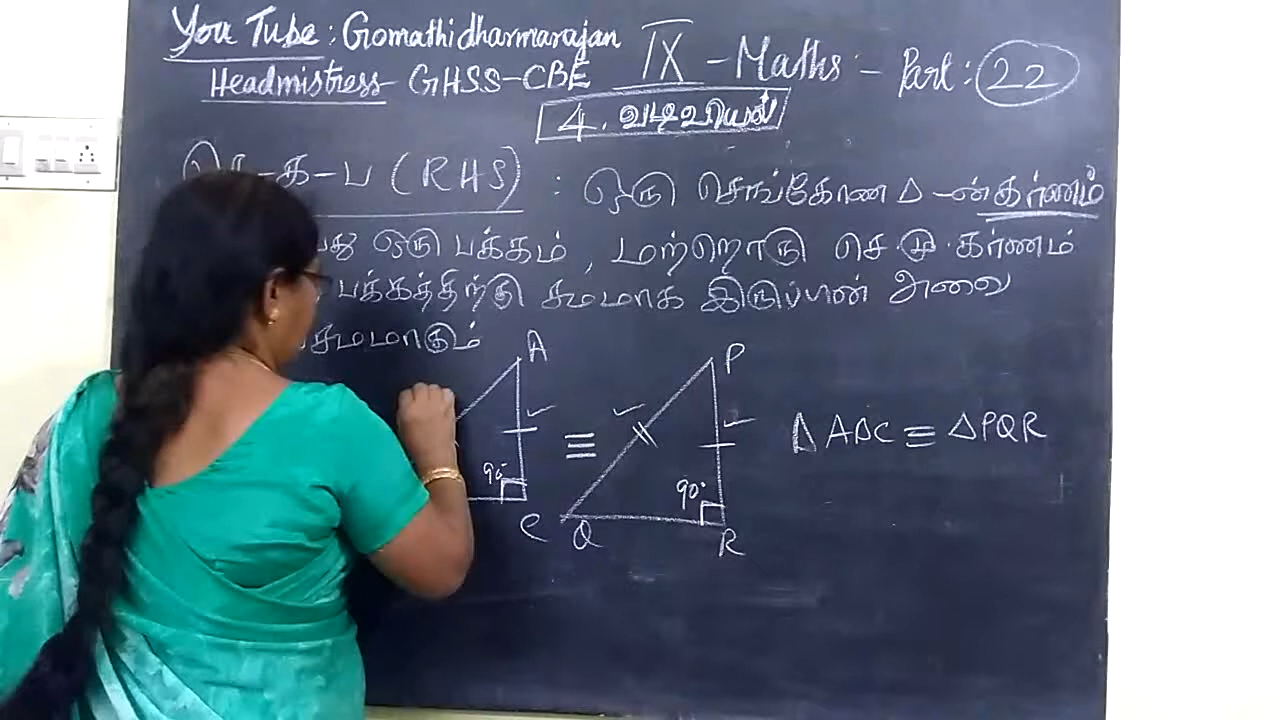 You Tube : Gomathidharmarajan
Headmistress - GHSS-CBE
IX - Maths - Part : 22
4. வடிவியல்
-க-ப (RHS) : ஒரு செங்கோண Δ -ன் கர்ணம்
ஒரு பக்கம், மற்றொரு செ.மு.கர்ணம்
பக்கத்திற்கு சமமாக இருப்பின் அவை
சமமாகும்
A
P
≡
ΔABC ≡ ΔPQR
90°
90°
C
Q
R